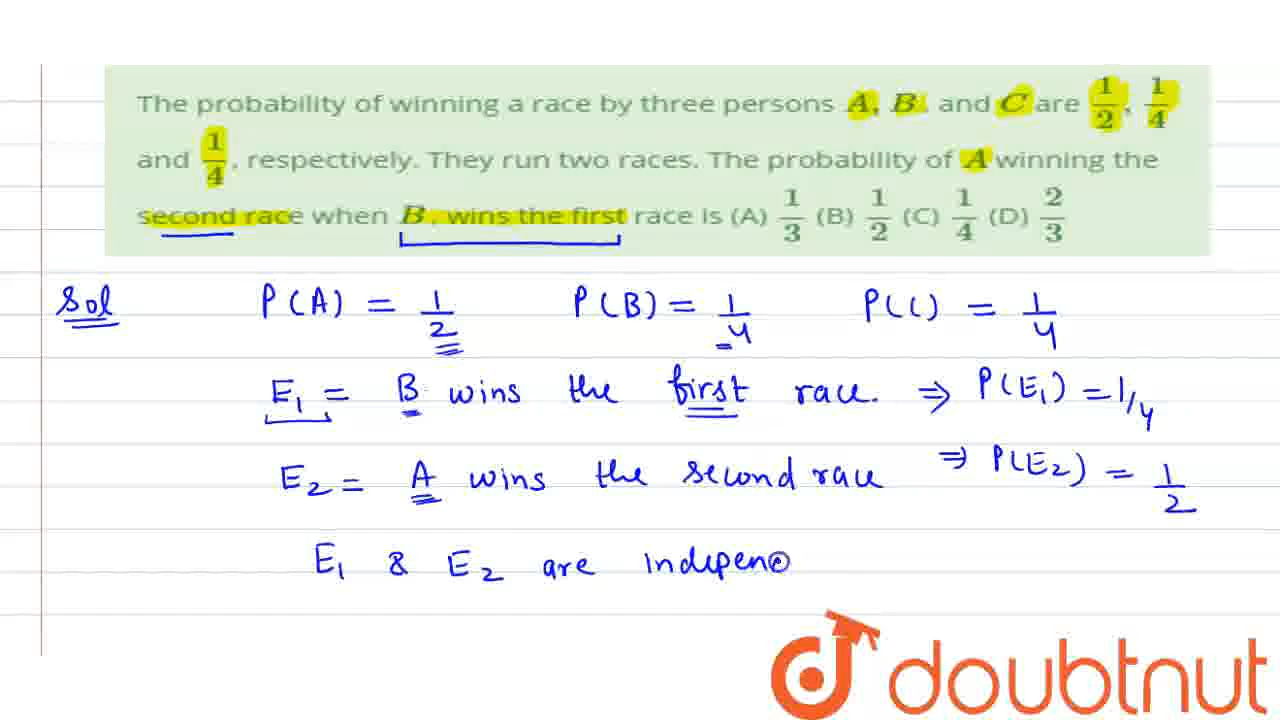 The probability of winning a race by three persons A, B and C are 1/2, 1/4
and 1/4, respectively. They run two races. The probability of A winning the
second race when B, wins the first race is (A) 1/3 (B) 1/2 (C) 1/4 (D) 2/3
Sol P(A) = 1/2 P(B) = 1/4 P(C) = 1/4
E1 = B wins the first race. ⇒ P(E1) = 1/4
E2 = A wins the second race ⇒ P(E2) = 1/2
E1 & E2 are indepen
doubtnut